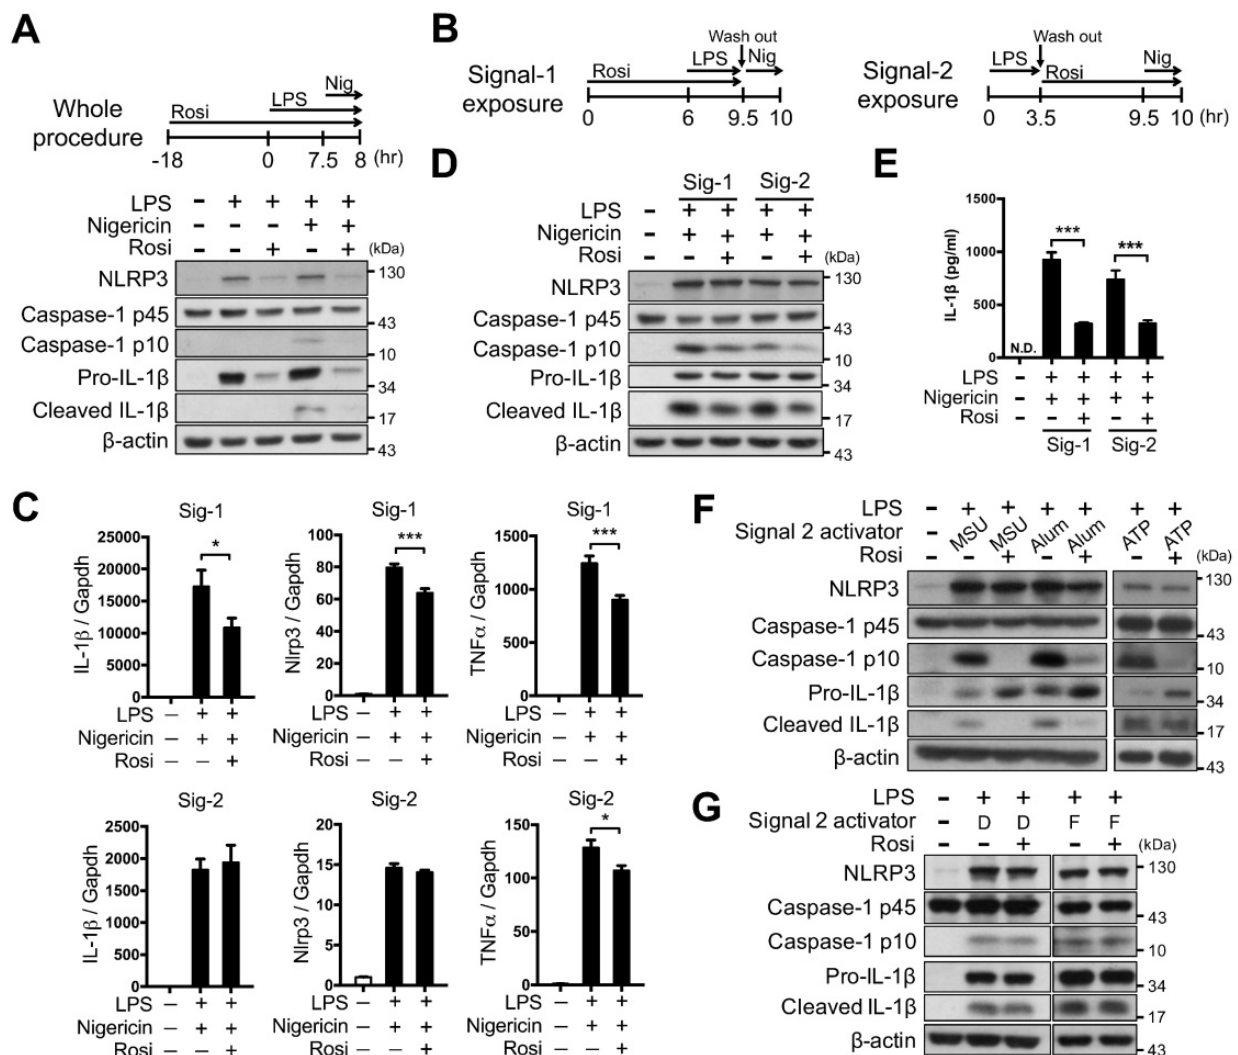 A
Whole
procedure
Rosi
LPS
Nig
-18 0 7.5 8 (hr)
LPS - + + + +
Nigericin - - - + +
Rosi - - + - + (kDa)
NLRP3 130
Caspase-1 p45 43
Caspase-1 p10 10
Pro-IL-1β 34
Cleaved IL-1β 17
β-actin 43
B
Signal-1
exposure
Rosi
LPS
Wash out
Nig
0 6 9.5 10
Signal-2
exposure
LPS
Wash out
Rosi
Nig
0 3.5 9.5 10 (hr)
D
Sig-1 Sig-2
LPS - + + + +
Nigericin - + + + +
Rosi - - + - + (kDa)
NLRP3 130
Caspase-1 p45 43
Caspase-1 p10 10
Pro-IL-1β 34
Cleaved IL-1β 17
β-actin 43
E
IL-1β (pg/ml)
1500
1000
500
0
N.D.
***
***
LPS - + + + +
Nigericin - + + + +
Rosi - - + - +
Sig-1 Sig-2
C
Sig-1
IL-1β / Gapdh
25000
20000
15000
10000
5000
0
*
LPS - + +
Nigericin - + +
Rosi - - +
Sig-1
Nlrp3 / Gapdh
100
80
60
40
20
0
***
LPS - + +
Nigericin - + +
Rosi - - +
Sig-1
TNFα / Gapdh
1500
1000
500
0
***
LPS - + +
Nigericin - + +
Rosi - - +
Sig-2
IL-1β / Gapdh
2500
2000
1500
1000
500
0
LPS - + +
Nigericin - + +
Rosi - - +
Sig-2
Nlrp3 / Gapdh
20
15
10
5
0
LPS - + +
Nigericin - + +
Rosi - - +
Sig-2
TNFα / Gapdh
150
100
50
0
*
LPS - + +
Nigericin - + +
Rosi - - +
F
LPS - + + + + + +
Signal 2 activator - MSU MSU Alum Alum ATP ATP
Rosi - - + - + - + (kDa)
NLRP3 130
Caspase-1 p45 43
Caspase-1 p10 10
Pro-IL-1β 34
Cleaved IL-1β 17
β-actin 43
G
LPS - + + + +
Signal 2 activator - D D F F
Rosi - - + - + (kDa)
NLRP3 130
Caspase-1 p45 43
Caspase-1 p10 10
Pro-IL-1β 34
Cleaved IL-1β 17
β-actin 43